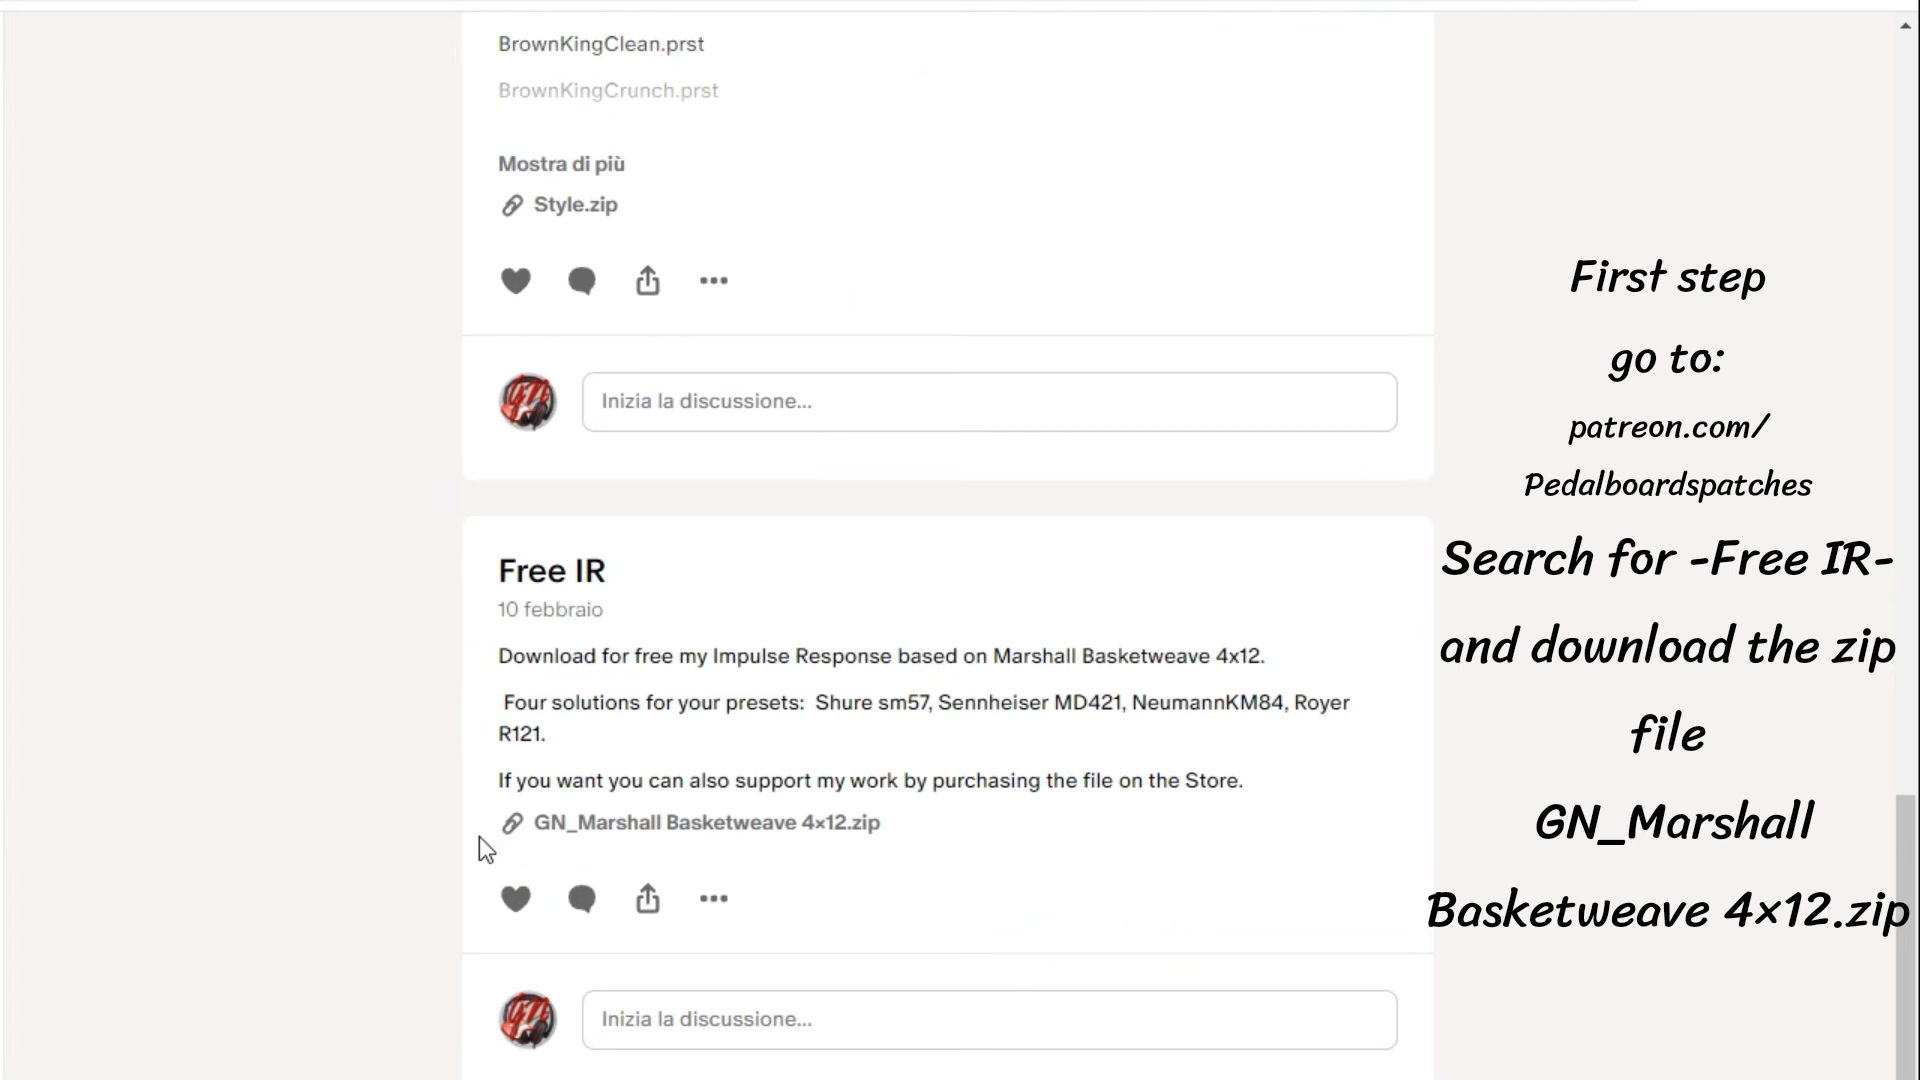 BrownKingClean.prst
BrownKingCrunch.prst
Mostra di più
Style.zip
Inizia la discussione...
Free IR
10 febbraio
Download for free my Impulse Response based on Marshall Basketweave 4x12.
Four solutions for your presets:  Shure sm57, Sennheiser MD421, NeumannKM84, Royer
R121.
If you want you can also support my work by purchasing the file on the Store.
GN_Marshall Basketweave 4×12.zip
Inizia la discussione...
First step
go to:
patreon.com/
Pedalboardspatches
Search for -Free IR-
and download the zip
file
GN_Marshall
Basketweave 4×12.zip